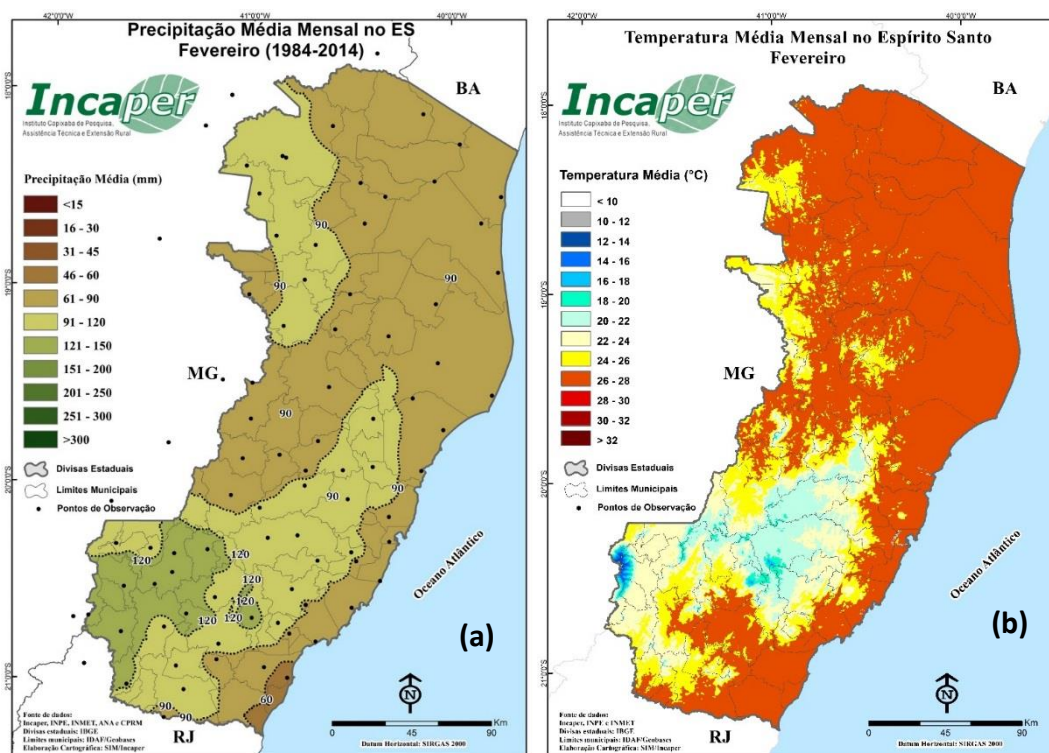 42°0'0"O
41°0'0"O
40°0'0"O
Precipitação Média Mensal no ES
Fevereiro (1984-2014)
BA
18°0'0"S
Incaper
Instituto Capixaba de Pesquisa,
Assistência Técnica e Extensão Rural
Precipitação Média (mm)
<15
16 - 30
31 - 45
46 - 60
61 - 90
91 - 120
121 - 150
151 - 200
201 - 250
251 - 300
>300
Divisas Estaduais
Limites Municipais
Pontos de Observação
19°0'0"S
20°0'0"S
21°0'0"S
90
90
90
MG
90
90
90
120
120
120
120
120
90
90
60
Oceano Atlântico
(a)
N
RJ
Fonte de dados:
Incaper, INPE, INMET, ANA e CPRM
Divisas estaduais: IBGE
Limites municipais: IDAF/Geobases
Elaboração Cartográfica: SIM/Incaper
0 45 90
Km
Datum Horizontal: SIRGAS 2000
42°0'0"O
41°0'0"O
40°0'0"O
Temperatura Média Mensal no Espírito Santo
Fevereiro
BA
18°0'0"S
Incaper
Instituto Capixaba de Pesquisa,
Assistência Técnica e Extensão Rural
Temperatura Média (°C)
< 10
10 - 12
12 - 14
14 - 16
16 - 18
18 - 20
20 - 22
22 - 24
24 - 26
26 - 28
28 - 30
30 - 32
> 32
Divisas Estaduais
Limites Municipais
Pontos de Observação
19°0'0"S
20°0'0"S
21°0'0"S
MG
Oceano Atlântico
(b)
N
RJ
Fonte de dados:
Incaper, INPE e INMET
Divisas estaduais: IBGE
Limites municipais: IDAF/Geobases
Elaboração Cartográfica: SIM/Incaper
0 45 90
Km
Datum Horizontal: SIRGAS 2000